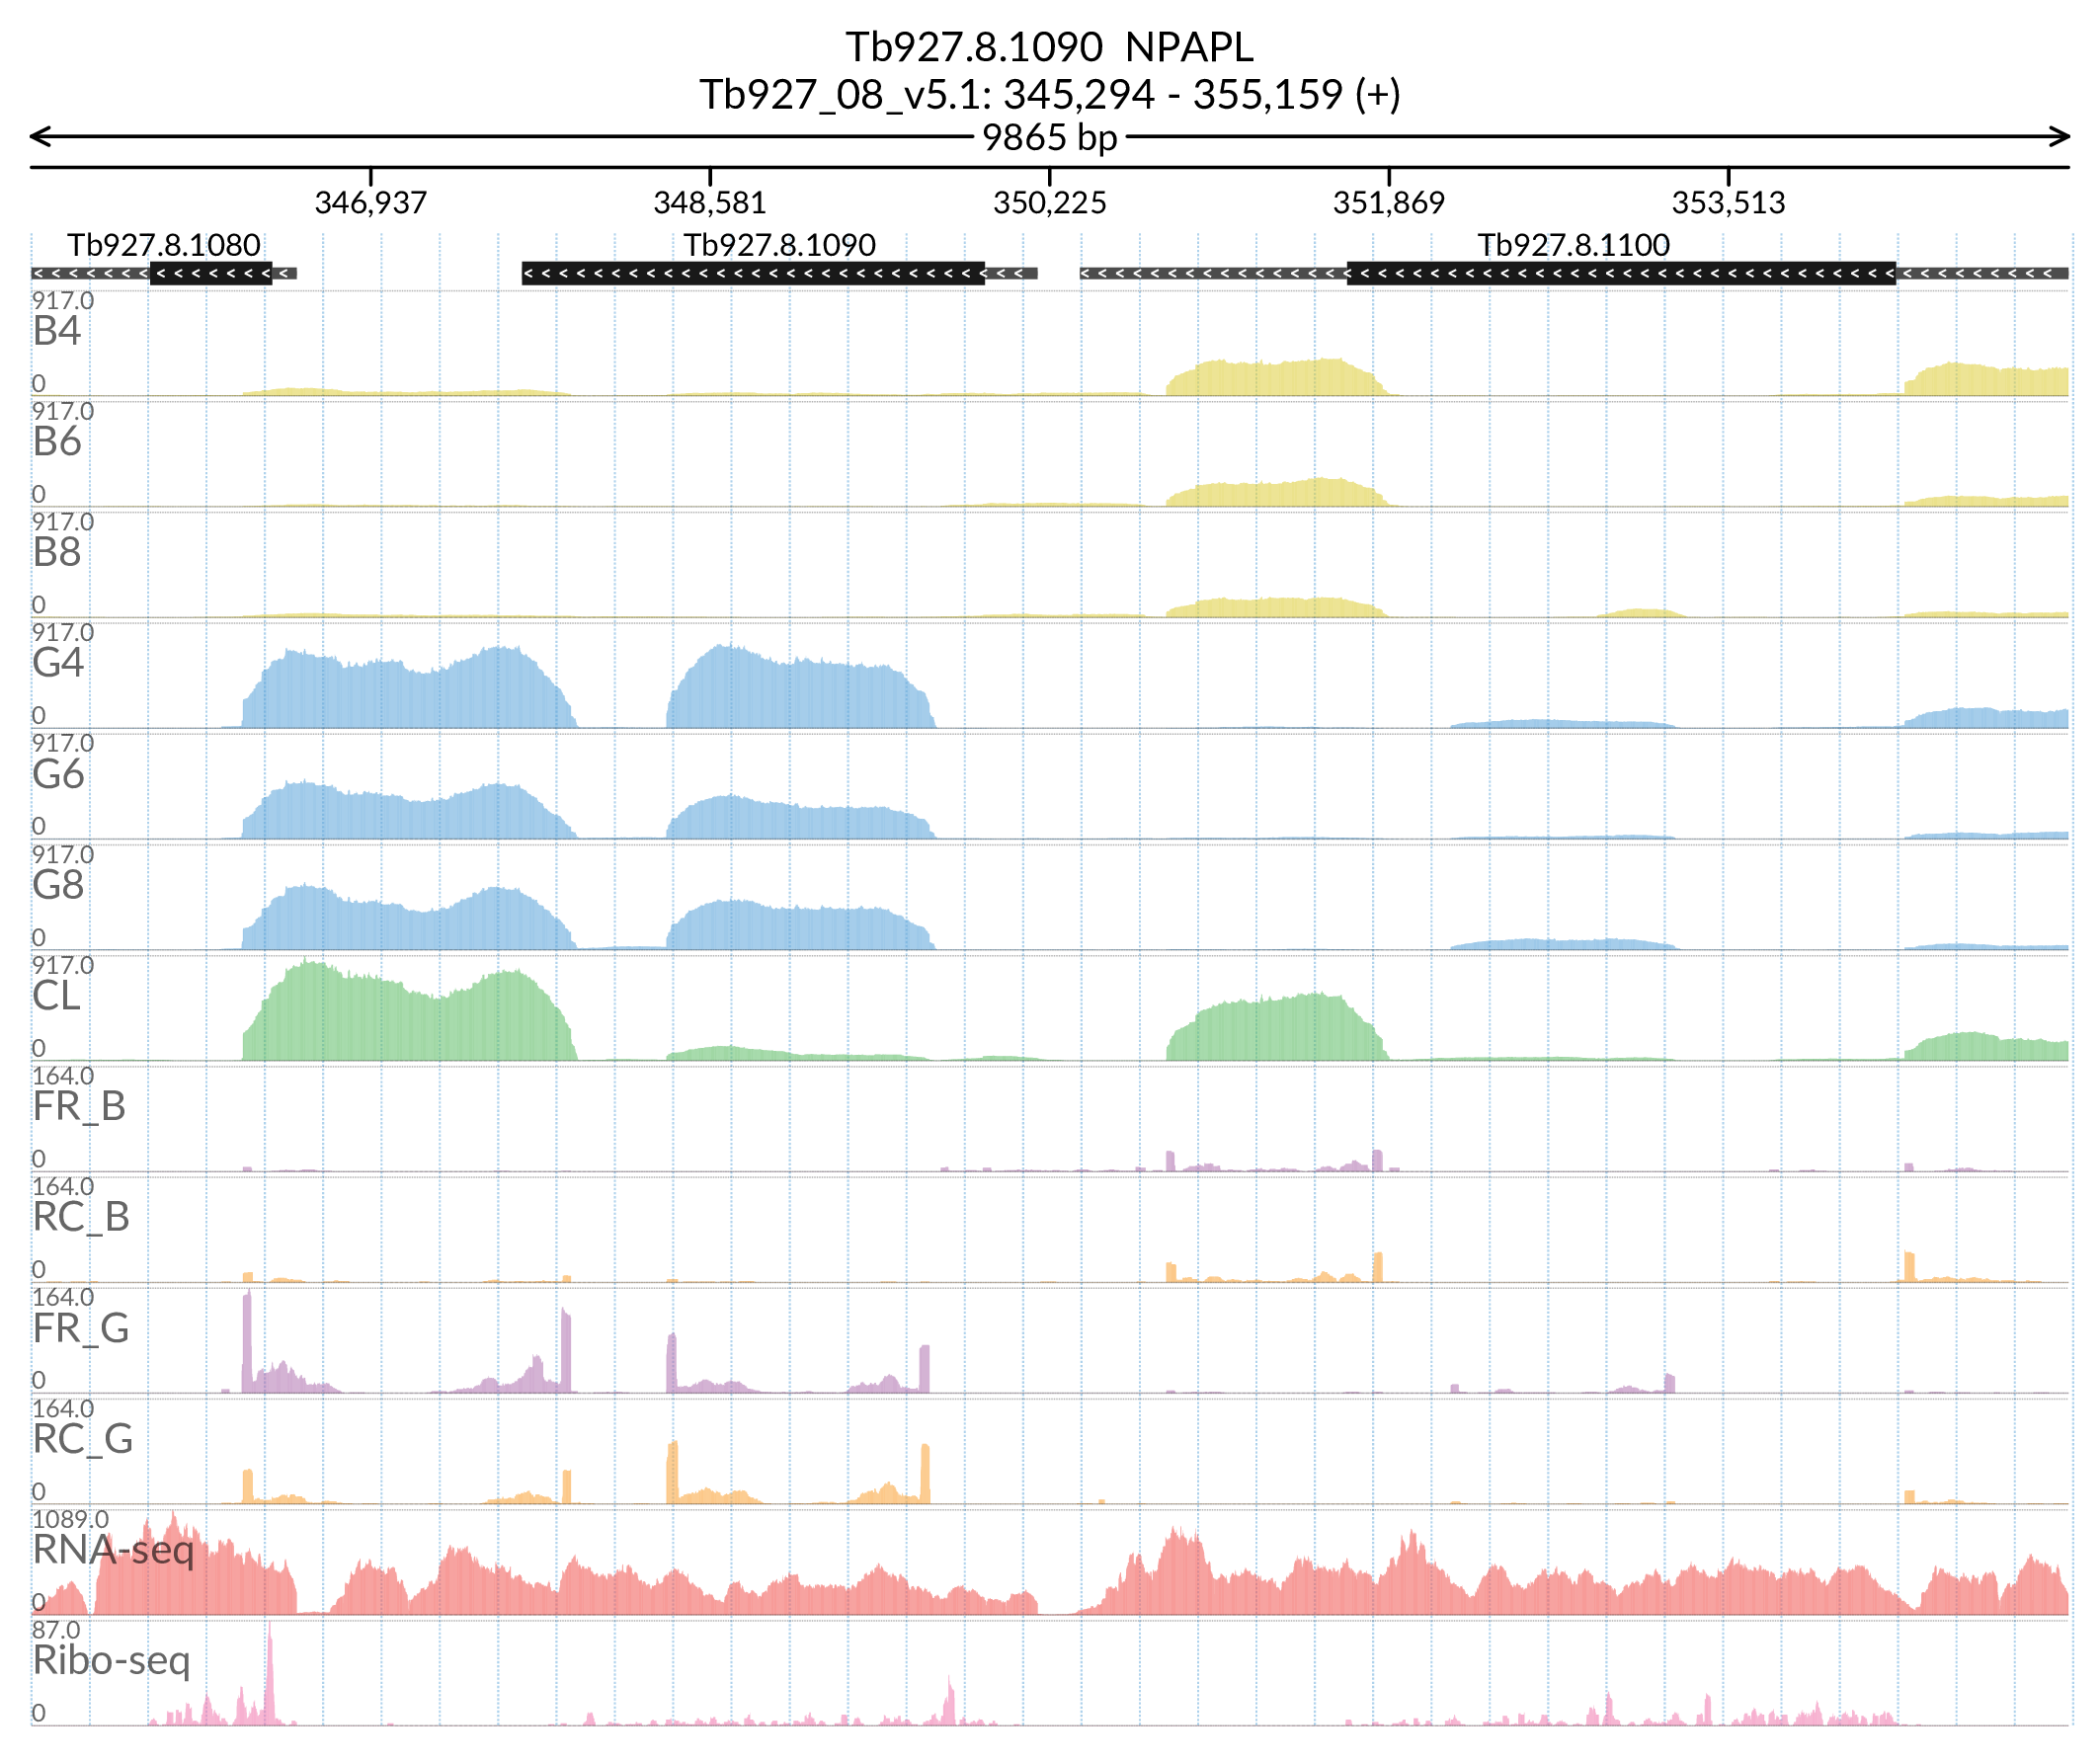 Tb927.8.1090 NPAPL
Tb927_08_v5.1: 345,294 - 355,159 (+)
9865 bp
346,937 348,581 350,225 351,869 353,513
Tb927.8.1080 Tb927.8.1090 Tb927.8.1100
917.0
B4
0
917.0
B6
0
917.0
B8
0
917.0
G4
0
917.0
G6
0
917.0
G8
0
917.0
CL
0
164.0
FR_B
0
164.0
RC_B
0
164.0
FR_G
0
164.0
RC_G
0
1089.0
RNA-seq
0
87.0
Ribo-seq
0